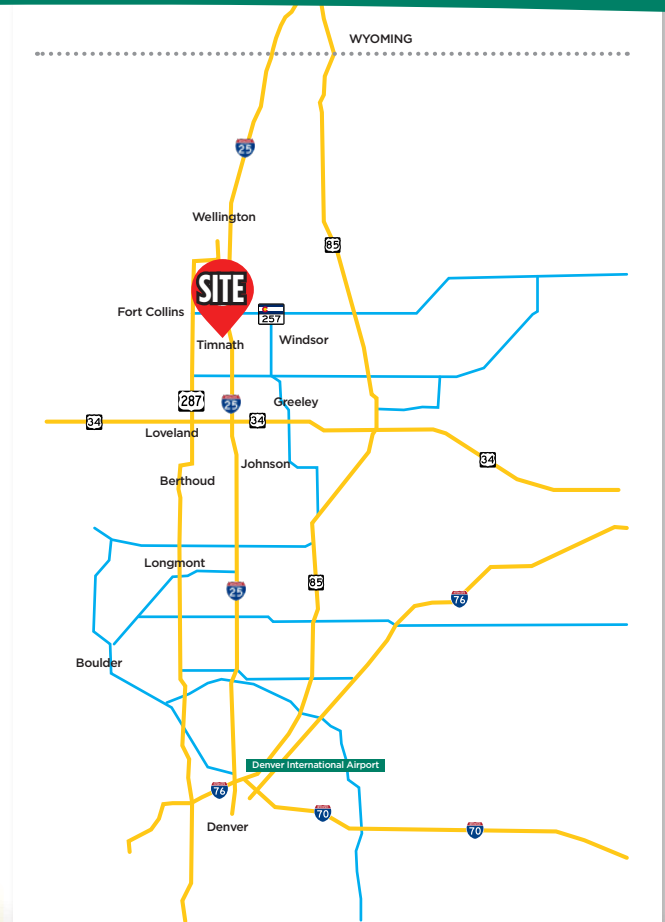 WYOMING
25
Wellington
85
SITE
Fort Collins
257
Windsor
Timnath
287
25
Greeley
34
34
Loveland
Johnson
34
Berthoud
Longmont
85
25
76
Boulder
Denver International Airport
76
70
Denver
70